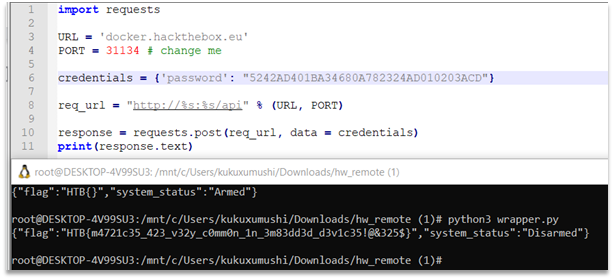 1 import requests
2
3 URL = 'docker.hackthebox.eu'
4 PORT = 31134 # change me
5
6 credentials = {'password': "5242AD401BA34680A782324AD010203ACD"}
7
8 req_url = "http://%s:%s/api" % (URL, PORT)
9
10 response = requests.post(req_url, data = credentials)
11 print(response.text)
root@DESKTOP-4V99SU3: /mnt/c/Users/kukuxumushi/Downloads/hw_remote (1)
{"flag":"HTB{}","system_status":"Armed"}
root@DESKTOP-4V99SU3:/mnt/c/Users/kukuxumushi/Downloads/hw_remote (1)# python3 wrapper.py
{"flag":"HTB{m4721c35_423_v32y_c0mm0n_1n_3m83dd3d_d3v1c35!@&325$}","system_status":"Disarmed"}
root@DESKTOP-4V99SU3:/mnt/c/Users/kukuxumushi/Downloads/hw_remote (1)#